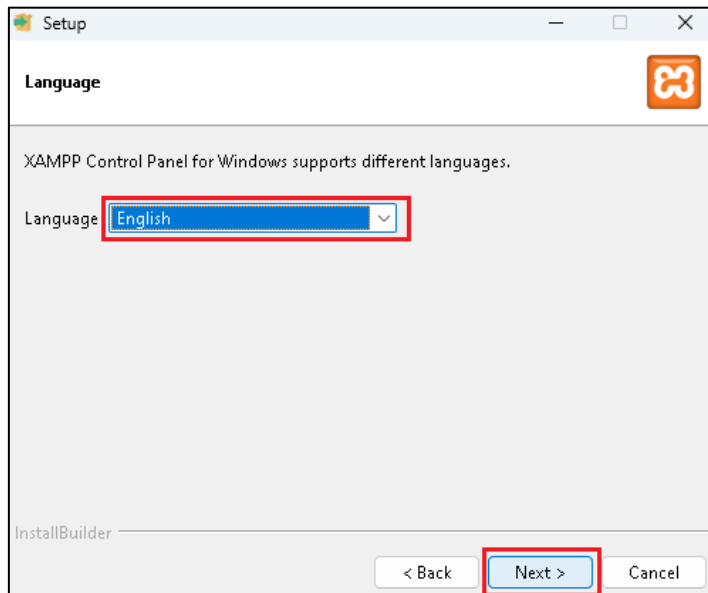 Setup
Language
XAMPP Control Panel for Windows supports different languages.
Language English
InstallBuilder
< Back Next > Cancel